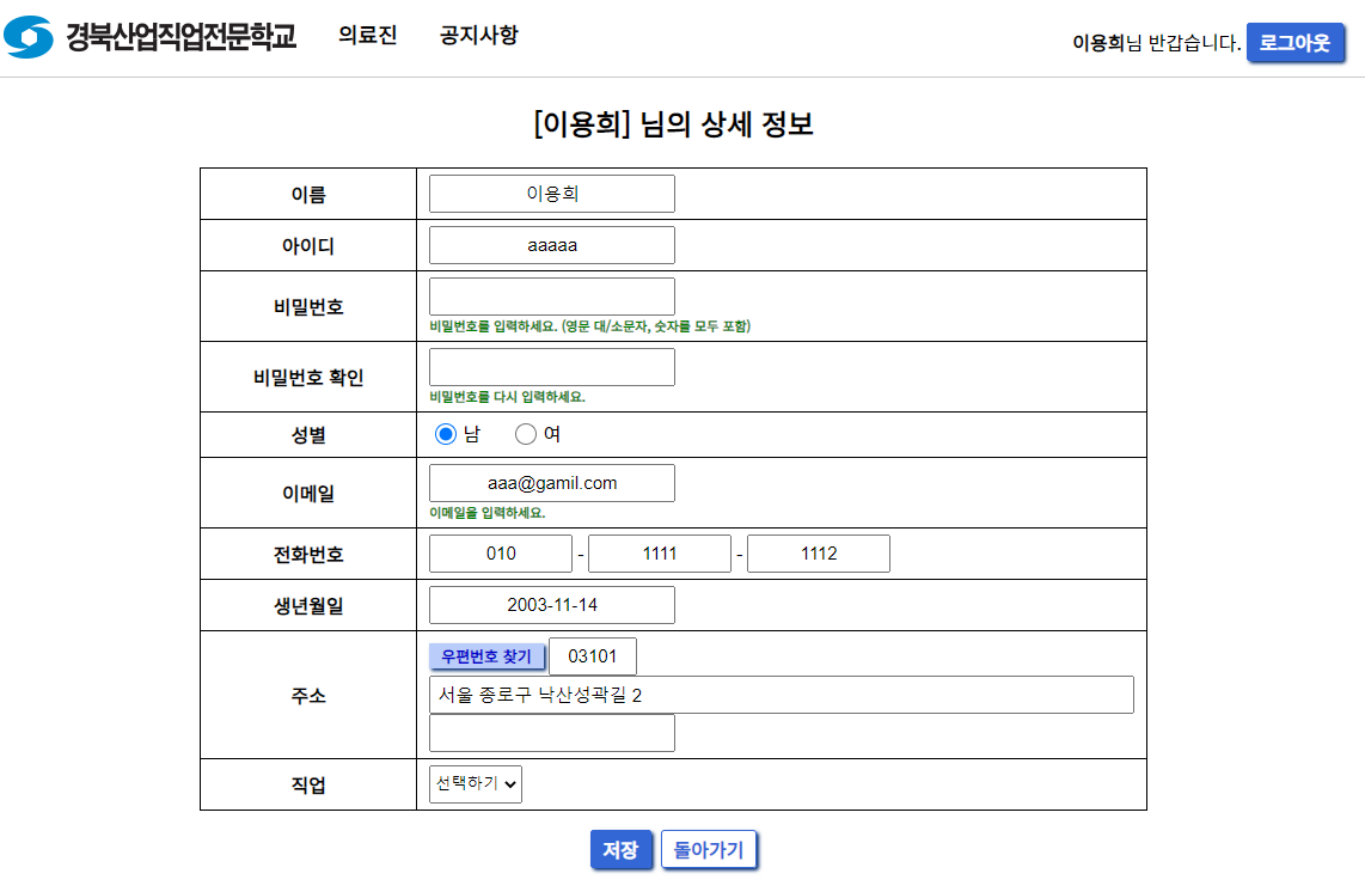 경북산업직업전문학교 의료진 공지사항 이용희님 반갑습니다. 로그아웃
[이용희] 님의 상세 정보
이름 이용희
아이디 aaaaa
비밀번호
비밀번호를 입력하세요. (영문 대/소문자, 숫자를 모두 포함)
비밀번호 확인
비밀번호를 다시 입력하세요.
성별 남 여
이메일 aaa@gamil.com
이메일을 입력하세요.
전화번호 010 - 1111 - 1112
생년월일 2003-11-14
주소 우편번호 찾기 03101
서울 종로구 낙산성곽길 2
직업 선택하기
저장 돌아가기